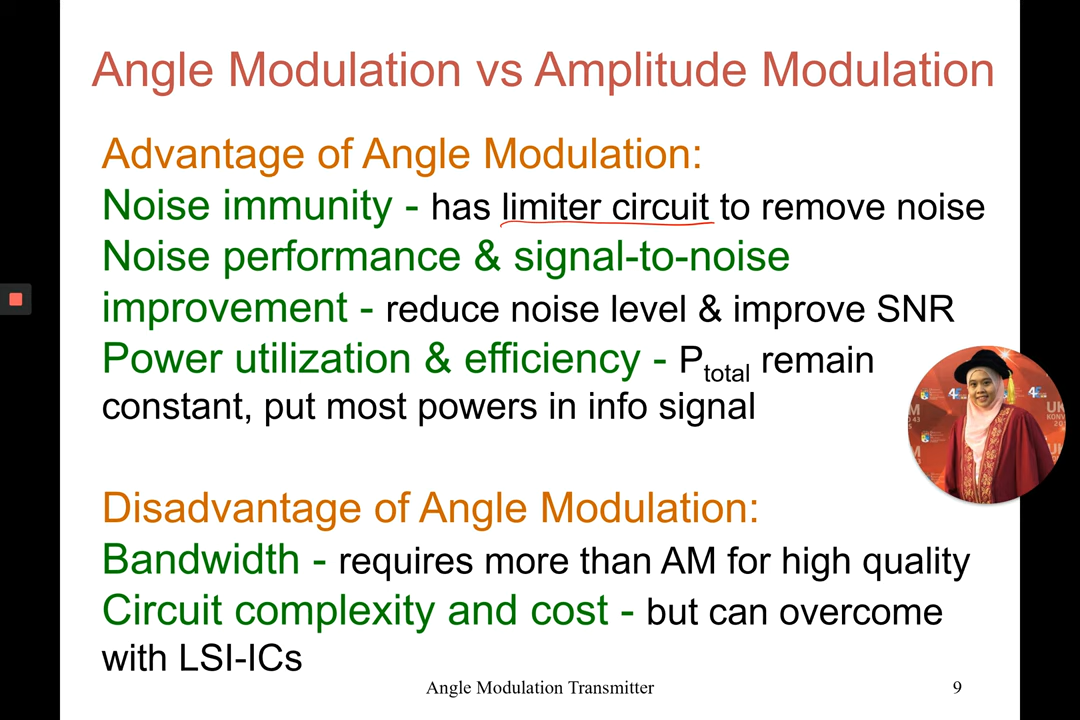 Angle Modulation vs Amplitude Modulation
Advantage of Angle Modulation:
Noise immunity - has limiter circuit to remove noise
Noise performance & signal-to-noise
improvement - reduce noise level & improve SNR
Power utilization & efficiency - Ptotal remain
constant, put most powers in info signal
Disadvantage of Angle Modulation:
Bandwidth - requires more than AM for high quality
Circuit complexity and cost - but can overcome
with LSI-ICs
Angle Modulation Transmitter 9